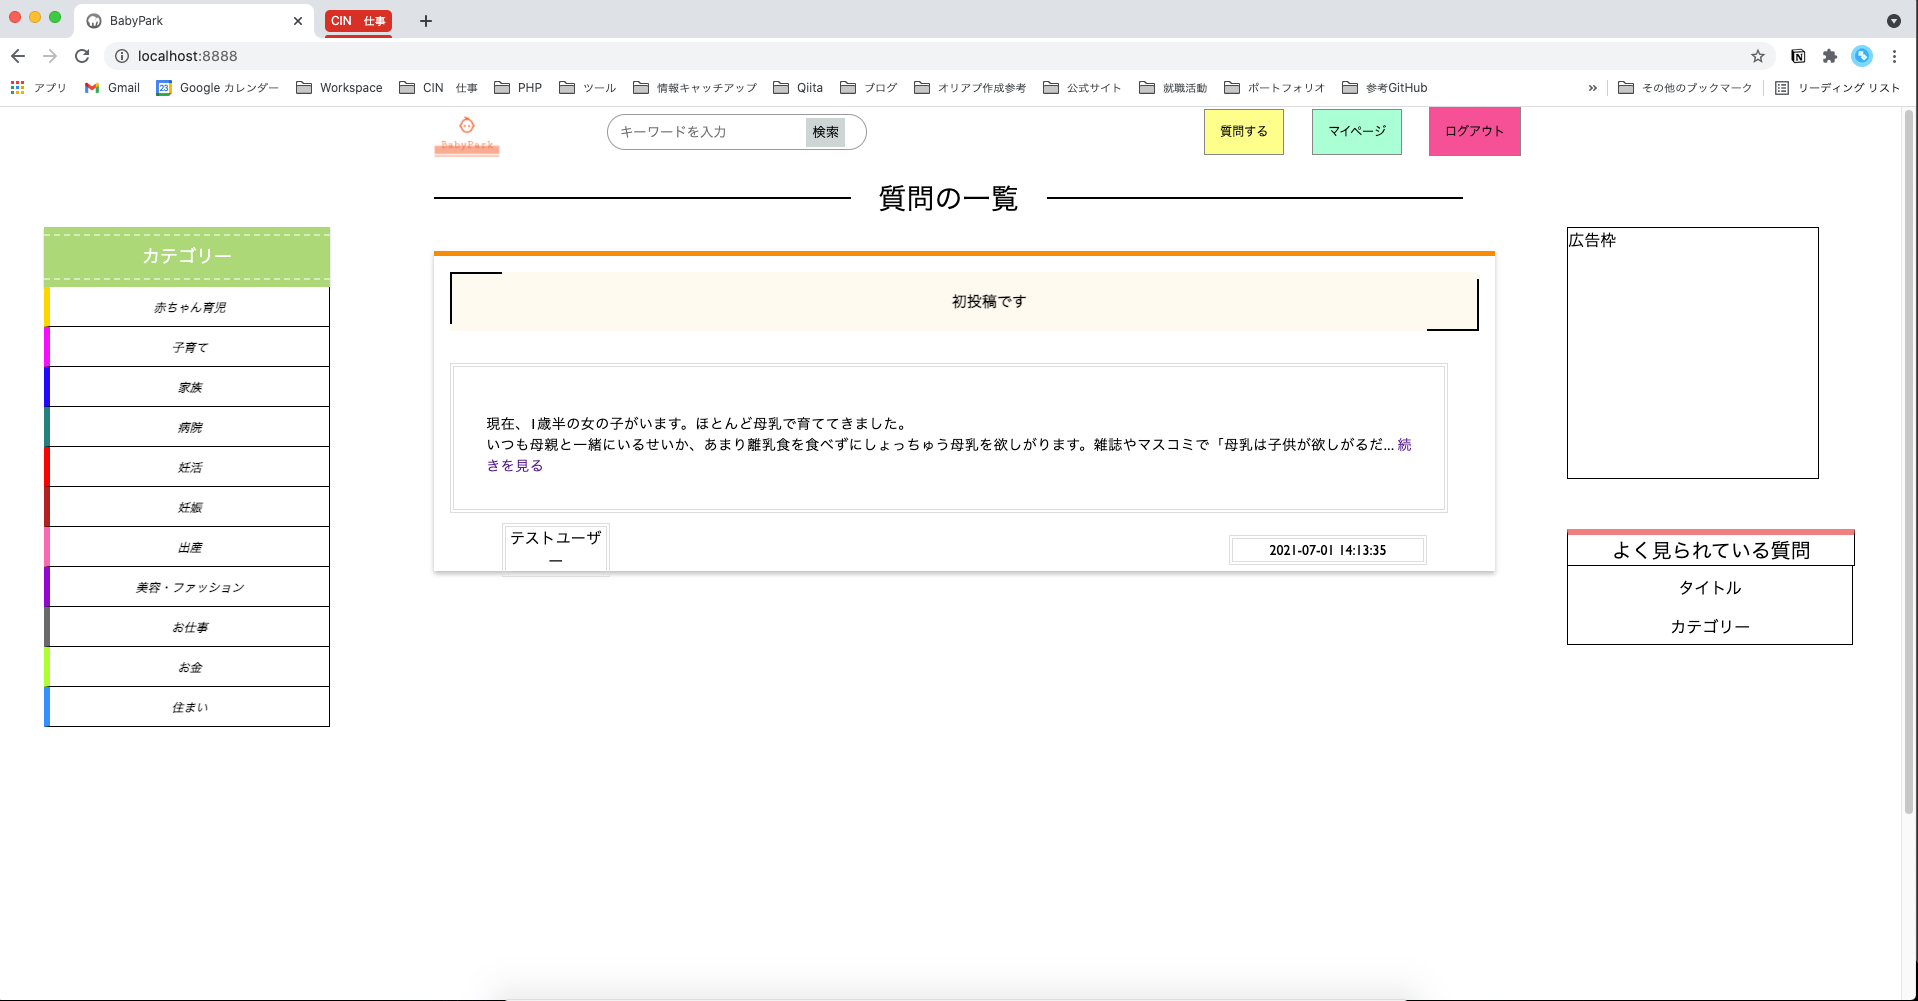 BabyPark
CIN 仕事
localhost:8888
アプリ Gmail 23 Google カレンダー Workspace CIN 仕事 PHP ツール 情報キャッチアップ Qiita ブログ オリアプ作成参考 公式サイト 就職活動 ポートフォリオ 参考GitHub » その他のブックマーク リーディング リスト
BabyPark
キーワードを入力 検索
質問する マイページ ログアウト
質問の一覧
カテゴリー
赤ちゃん育児
子育て
家族
病院
妊活
妊娠
出産
美容・ファッション
お仕事
お金
住まい
初投稿です
現在、1歳半の女の子がいます。ほとんど母乳で育ててきました。
いつも母親と一緒にいるせいか、あまり離乳食を食べずにしょっちゅう母乳を欲しがります。雑誌やマスコミで「母乳は子供が欲しがるだ... 続
きを見る
テストユーザ
ー
2021-07-01 14:13:35
広告枠
よく見られている質問
タイトル
カテゴリー